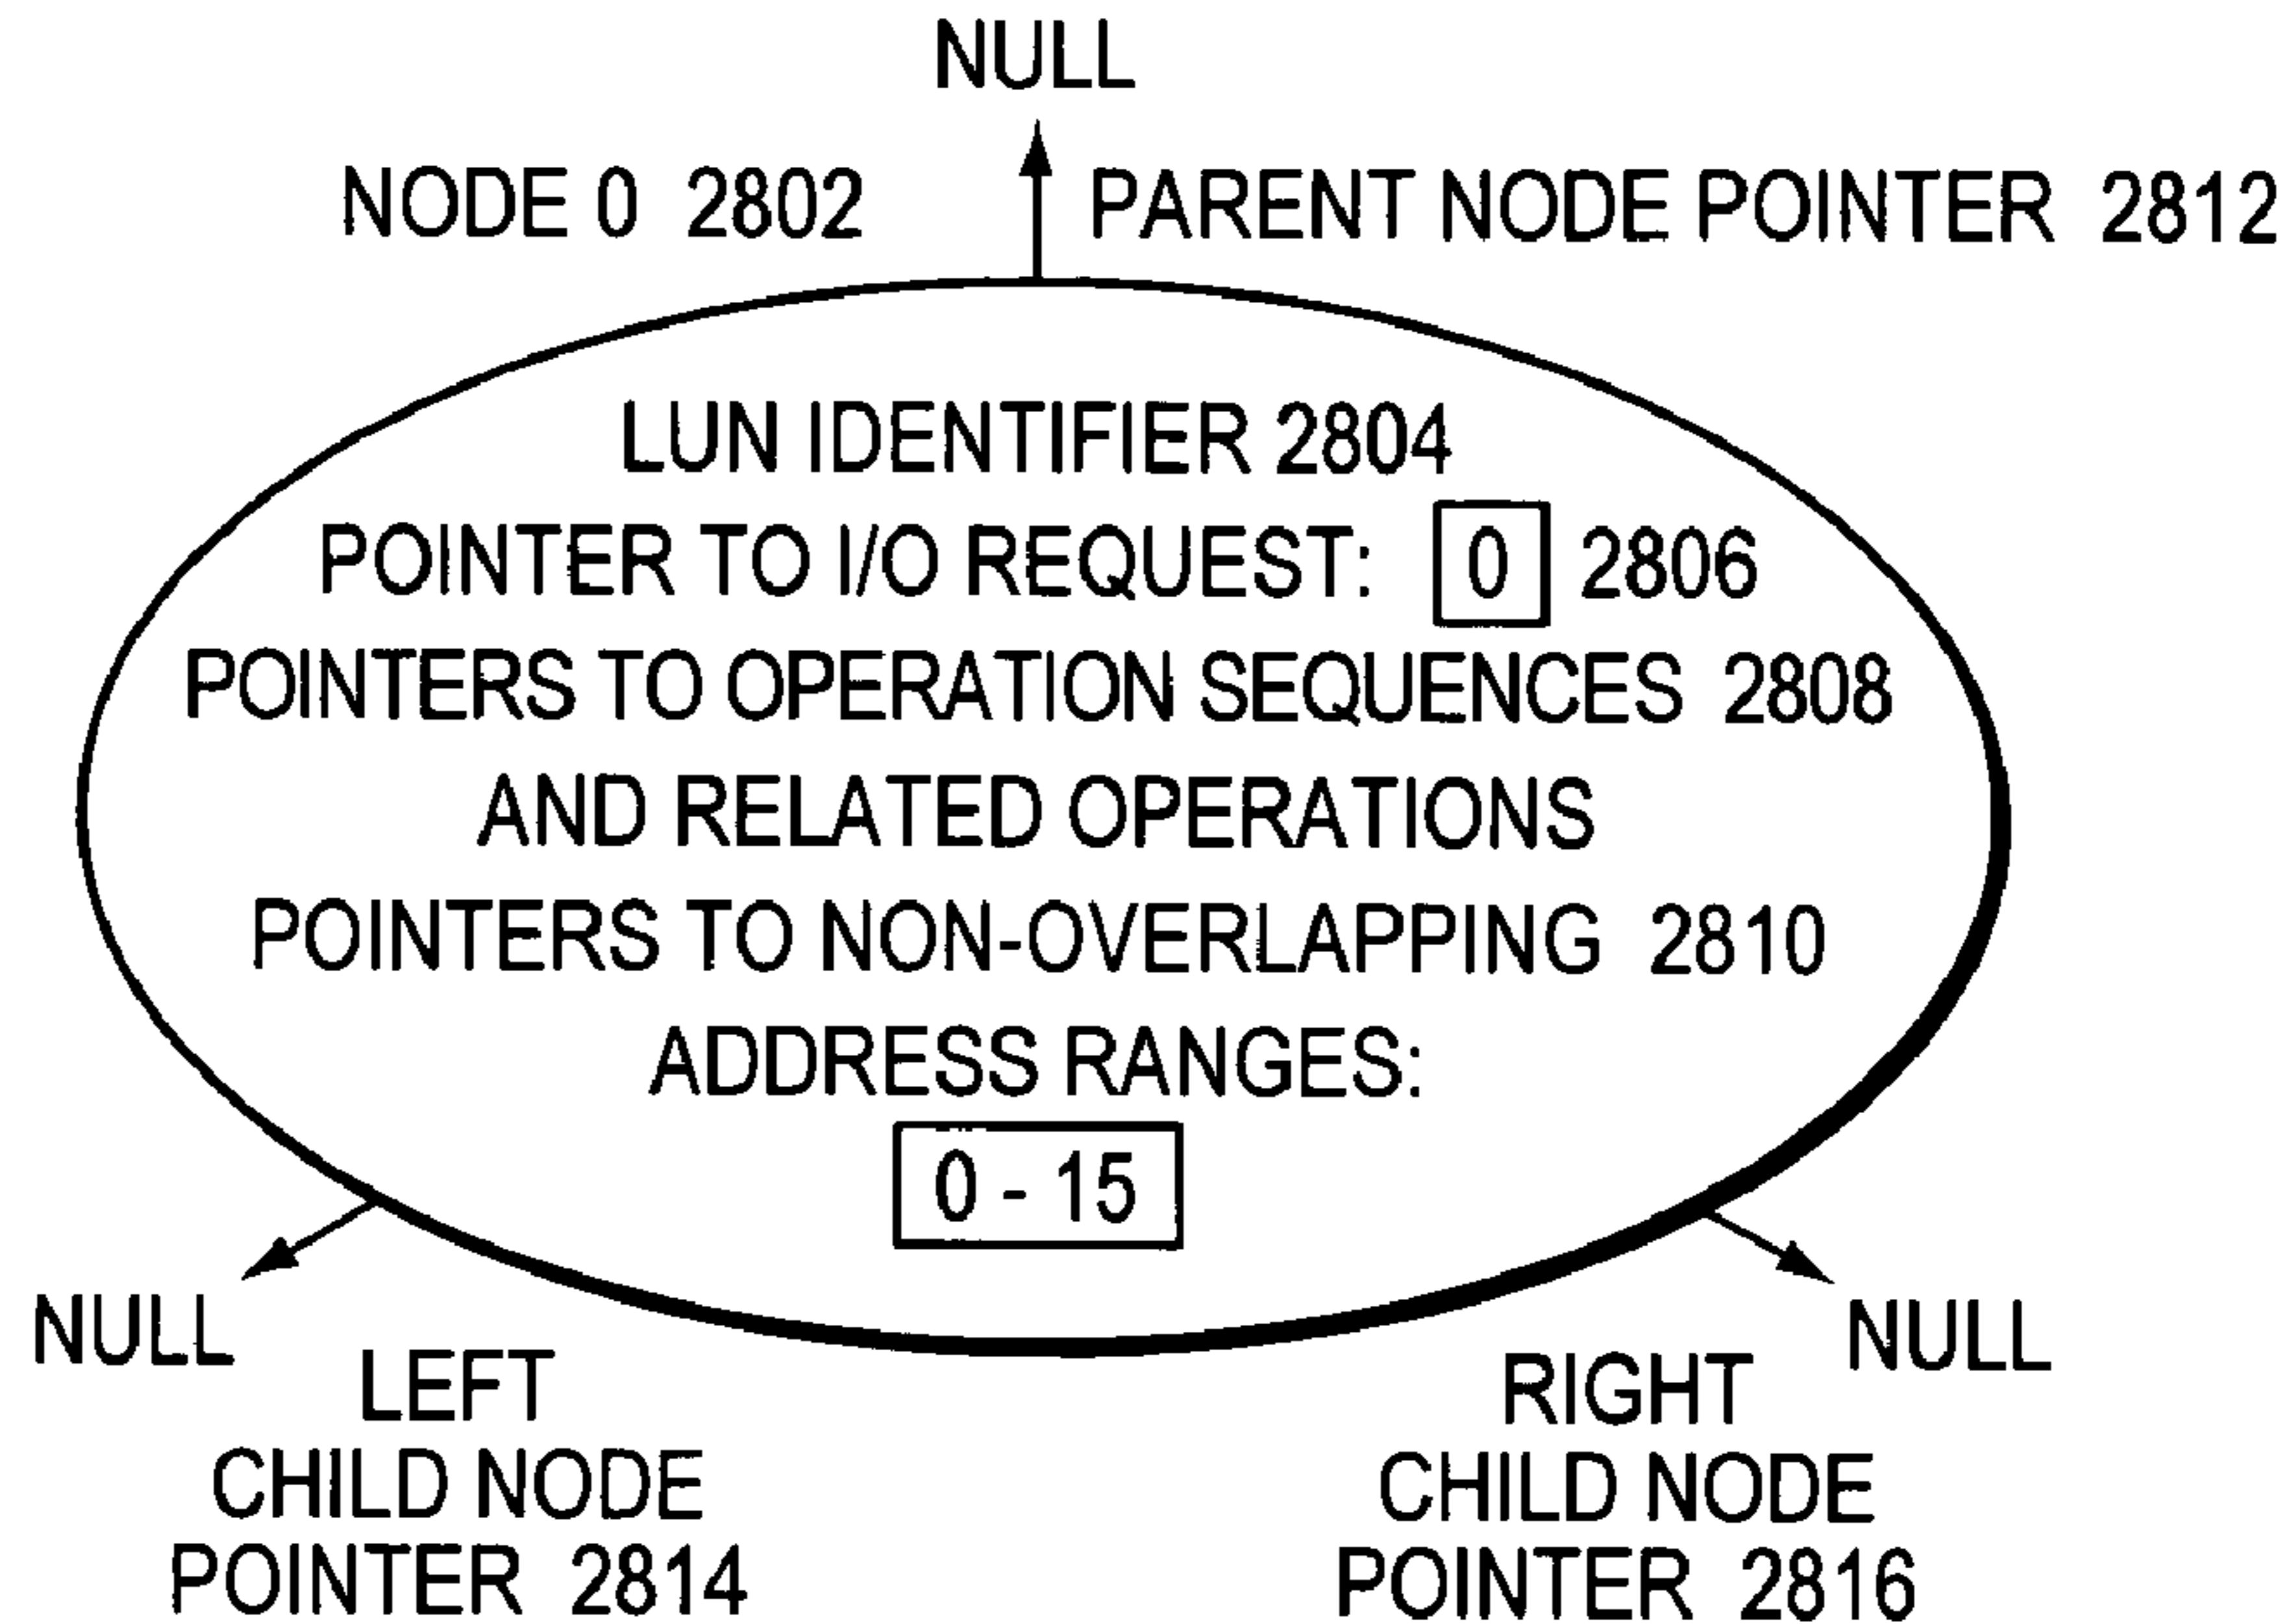 NULL
NODE 0 2802
PARENT NODE POINTER 2812
LUN IDENTIFIER 2804
POINTER TO I/O REQUEST: 0 2806
POINTERS TO OPERATION SEQUENCES 2808
AND RELATED OPERATIONS
POINTERS TO NON-OVERLAPPING 2810
ADDRESS RANGES:
0 - 15
NULL
LEFT
CHILD NODE
POINTER 2814
NULL
RIGHT
CHILD NODE
POINTER 2816